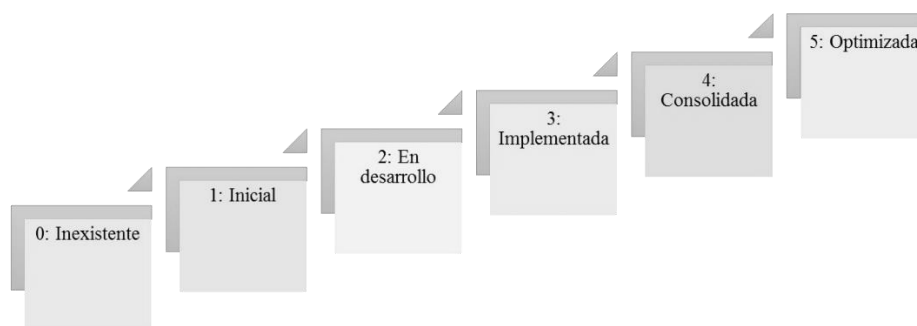 0: Inexistente
1: Inicial
2: En
desarrollo
3:
Implementada
4:
Consolidada
5: Optimizada